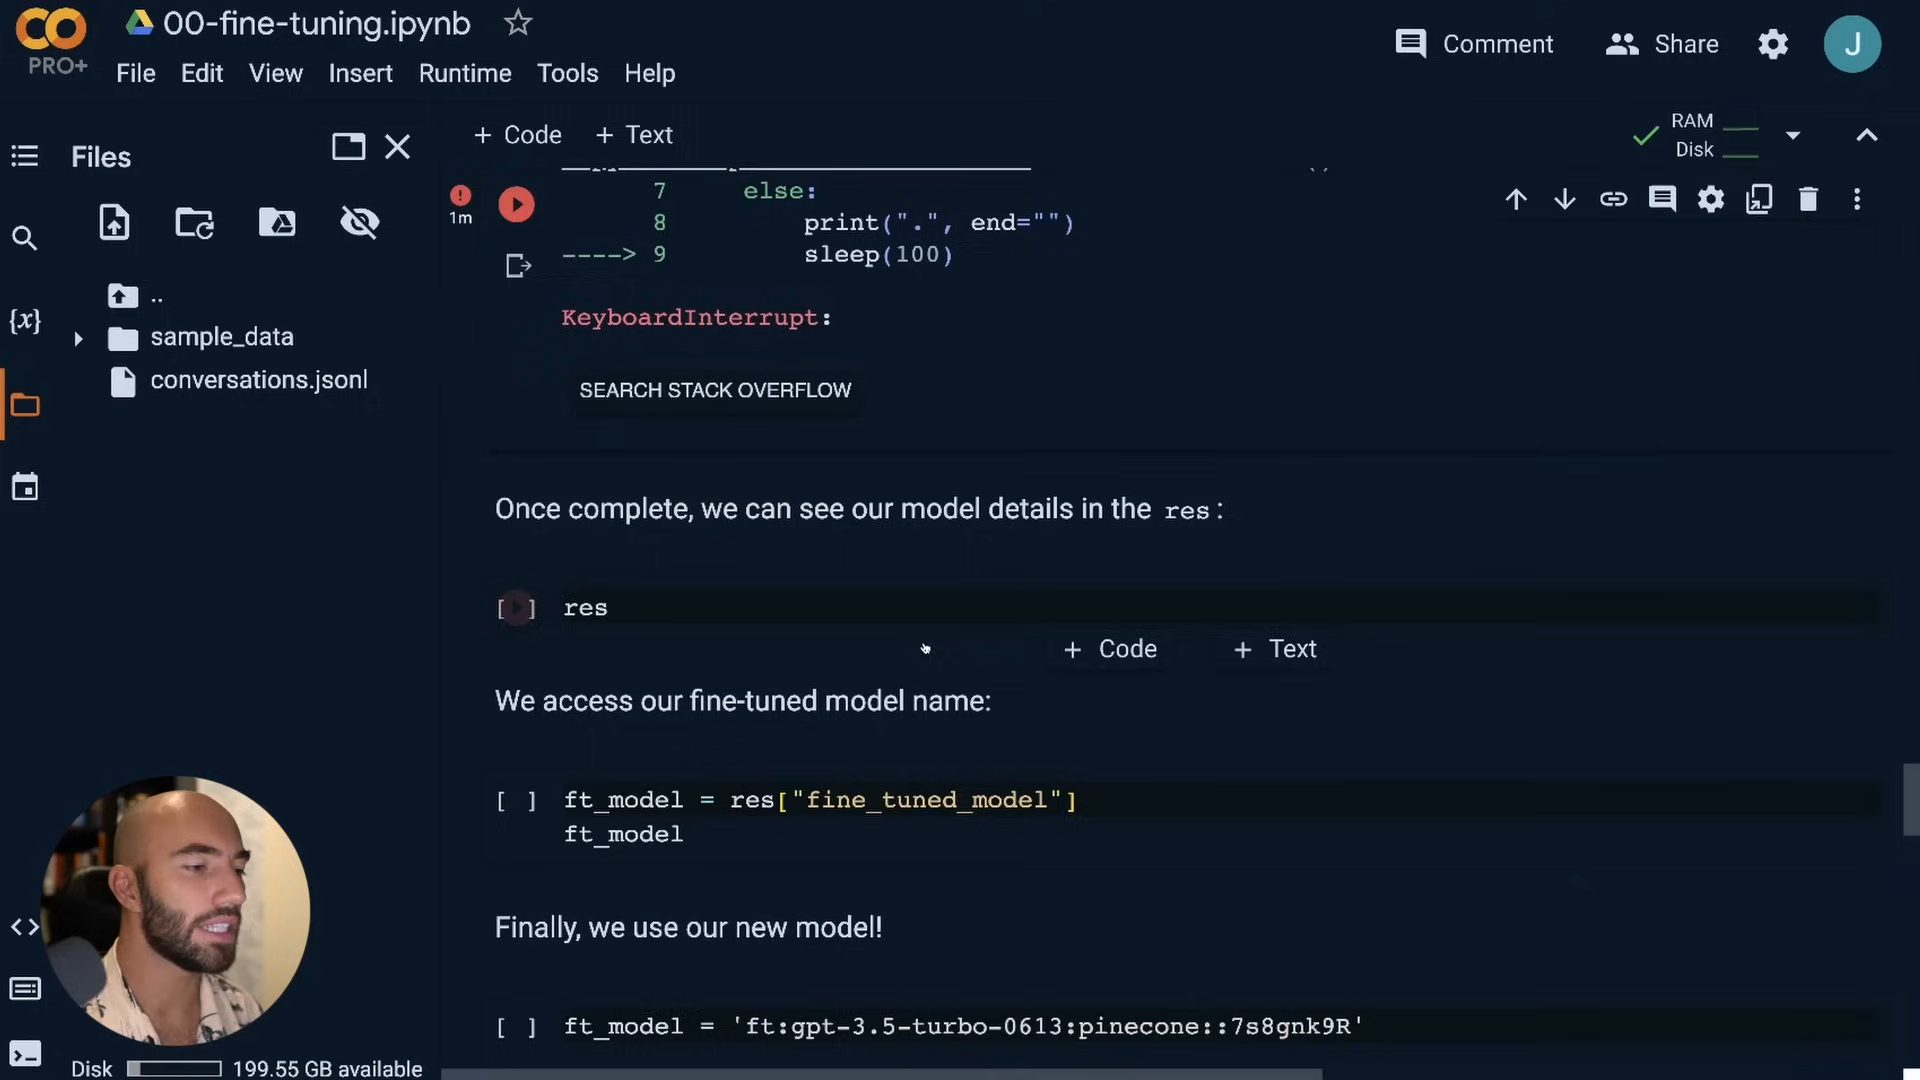 00-fine-tuning.ipynb
PRO+
File Edit View Insert Runtime Tools Help
Comment
Share
J
Files
+ Code + Text
RAM
Disk
..
sample_data
conversations.jsonl
1m
7 else:
8 print(".", end="")
----> 9 sleep(100)
KeyboardInterrupt:
SEARCH STACK OVERFLOW
Once complete, we can see our model details in the res:
[ ] res
+ Code + Text
We access our fine-tuned model name:
[ ] ft_model = res["fine_tuned_model"]
ft_model
Finally, we use our new model!
[ ] ft_model = 'ft:gpt-3.5-turbo-0613:pinecone::7s8gnk9R'
Disk 199.55 GB available